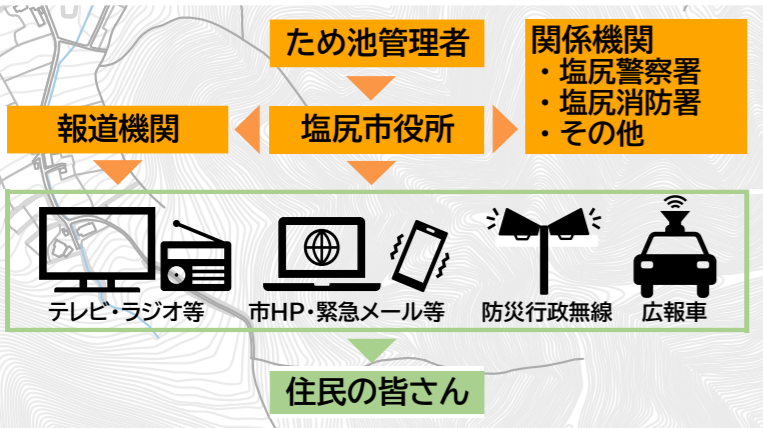 ため池管理者
関係機関
・塩尻警察署
・塩尻消防署
・その他
報道機関
塩尻市役所
テレビ・ラジオ等
市HP・緊急メール等
防災行政無線
広報車
住民の皆さん